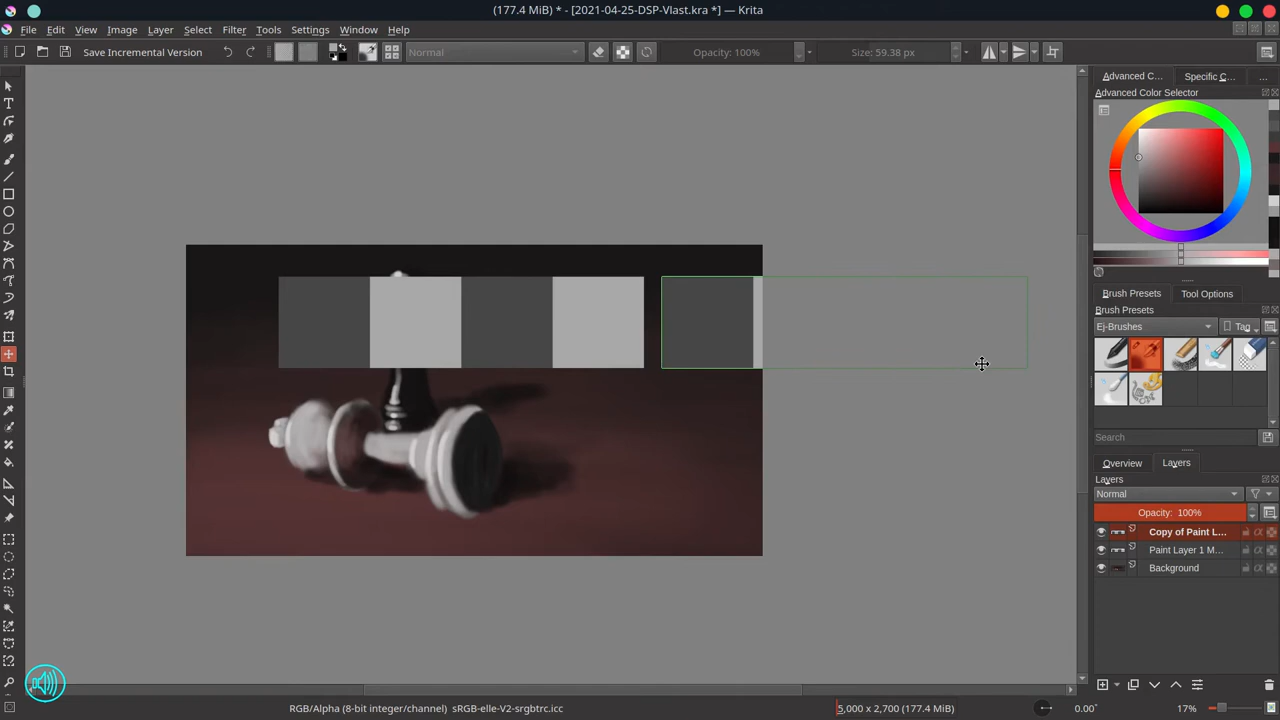 (177.4 MiB) * - [2021-04-25-DSP-Vlast.kra *] — Krita
File Edit View Image Layer Select Filter Tools Settings Window Help
Save Incremental Version Normal Opacity: 100% Size: 59.38 px
Advanced C... Specific C... ...
Advanced Color Selector
Brush Presets Tool Options
Brush Presets
Ej-Brushes Tag
Search
Overview Layers
Layers
Normal
Opacity: 100%
Copy of Paint L...
Paint Layer 1 M...
Background
RGB/Alpha (8-bit integer/channel) sRGB-elle-V2-srgbtrc.icc 5,000 x 2,700 (177.4 MiB) 0.00° 17%